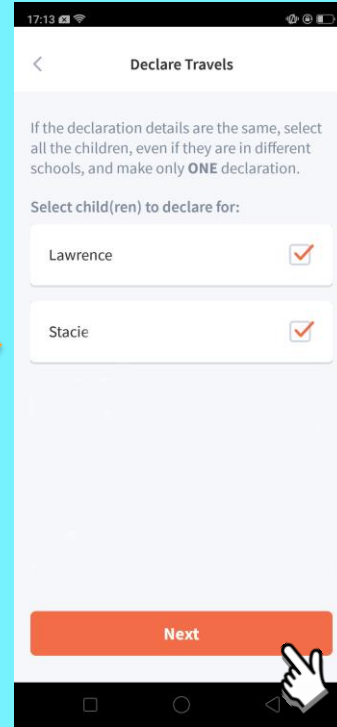 17:13
Declare Travels
If the declaration details are the same, select
all the children, even if they are in different
schools, and make only ONE declaration.
Select child(ren) to declare for:
Lawrence
Stacie
Next